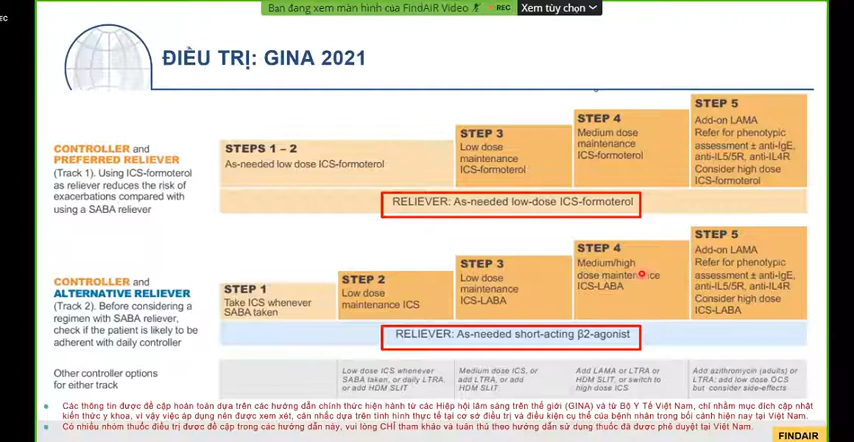 REC
Bạn đang xem màn hình của FindAIR Video
REC
Xem tùy chọn
ĐIỀU TRỊ: GINA 2021
CONTROLLER and
PREFERRED RELIEVER
(Track 1). Using ICS-formoterol
as reliever reduces the risk of
exacerbations compared with
using a SABA reliever
STEPS 1 – 2
As-needed low dose ICS-formoterol
STEP 3
Low dose
maintenance
ICS-formoterol
STEP 4
Medium dose
maintenance
ICS-formoterol
STEP 5
Add-on LAMA
Refer for phenotypic
assessment ± anti-IgE,
anti-IL5/5R, anti-IL4R
Consider high dose
ICS-formoterol
RELIEVER: As-needed low-dose ICS-formoterol
CONTROLLER and
ALTERNATIVE RELIEVER
(Track 2). Before considering a
regimen with SABA reliever,
check if the patient is likely to be
adherent with daily controller
STEP 1
Take ICS whenever
SABA taken
STEP 2
Low dose
maintenance ICS
STEP 3
Low dose
maintenance
ICS-LABA
STEP 4
Medium/high
dose maintenance
ICS-LABA
STEP 5
Add-on LAMA
Refer for phenotypic
assessment ± anti-IgE,
anti-IL5/5R, anti-IL4R
Consider high dose
ICS-LABA
RELIEVER: As-needed short-acting β2-agonist
Other controller options
for either track
Low dose ICS whenever
SABA taken, or daily LTRA,
or add HDM SLIT
Medium dose ICS, or
add LTRA, or add
HDM SLIT
Add LAMA or LTRA or
HDM SLIT, or switch to
high dose ICS
Add azithromycin (adults) or
LTRA; add low dose OCS
but consider side-effects
Các thông tin được đề cập hoàn toàn dựa trên các hướng dẫn chính thức hiện hành từ các Hiệp hội lâm sàng trên thế giới (GINA) và từ Bộ Y Tế Việt Nam, chỉ nhằm mục đích cập nhật
kiến thức y khoa, vì vậy việc áp dụng nên được xem xét, cân nhắc dựa trên tình hình thực tế tại cơ sở điều trị và điều kiện cụ thể của bệnh nhân trong bối cảnh hiện nay tại Việt Nam.
Có nhiều nhóm thuốc điều trị được đề cập trong các hướng dẫn này, vui lòng CHỈ tham khảo và tuân thủ theo hướng dẫn sử dụng thuốc đã được phê duyệt tại Việt Nam.
FINDAIR